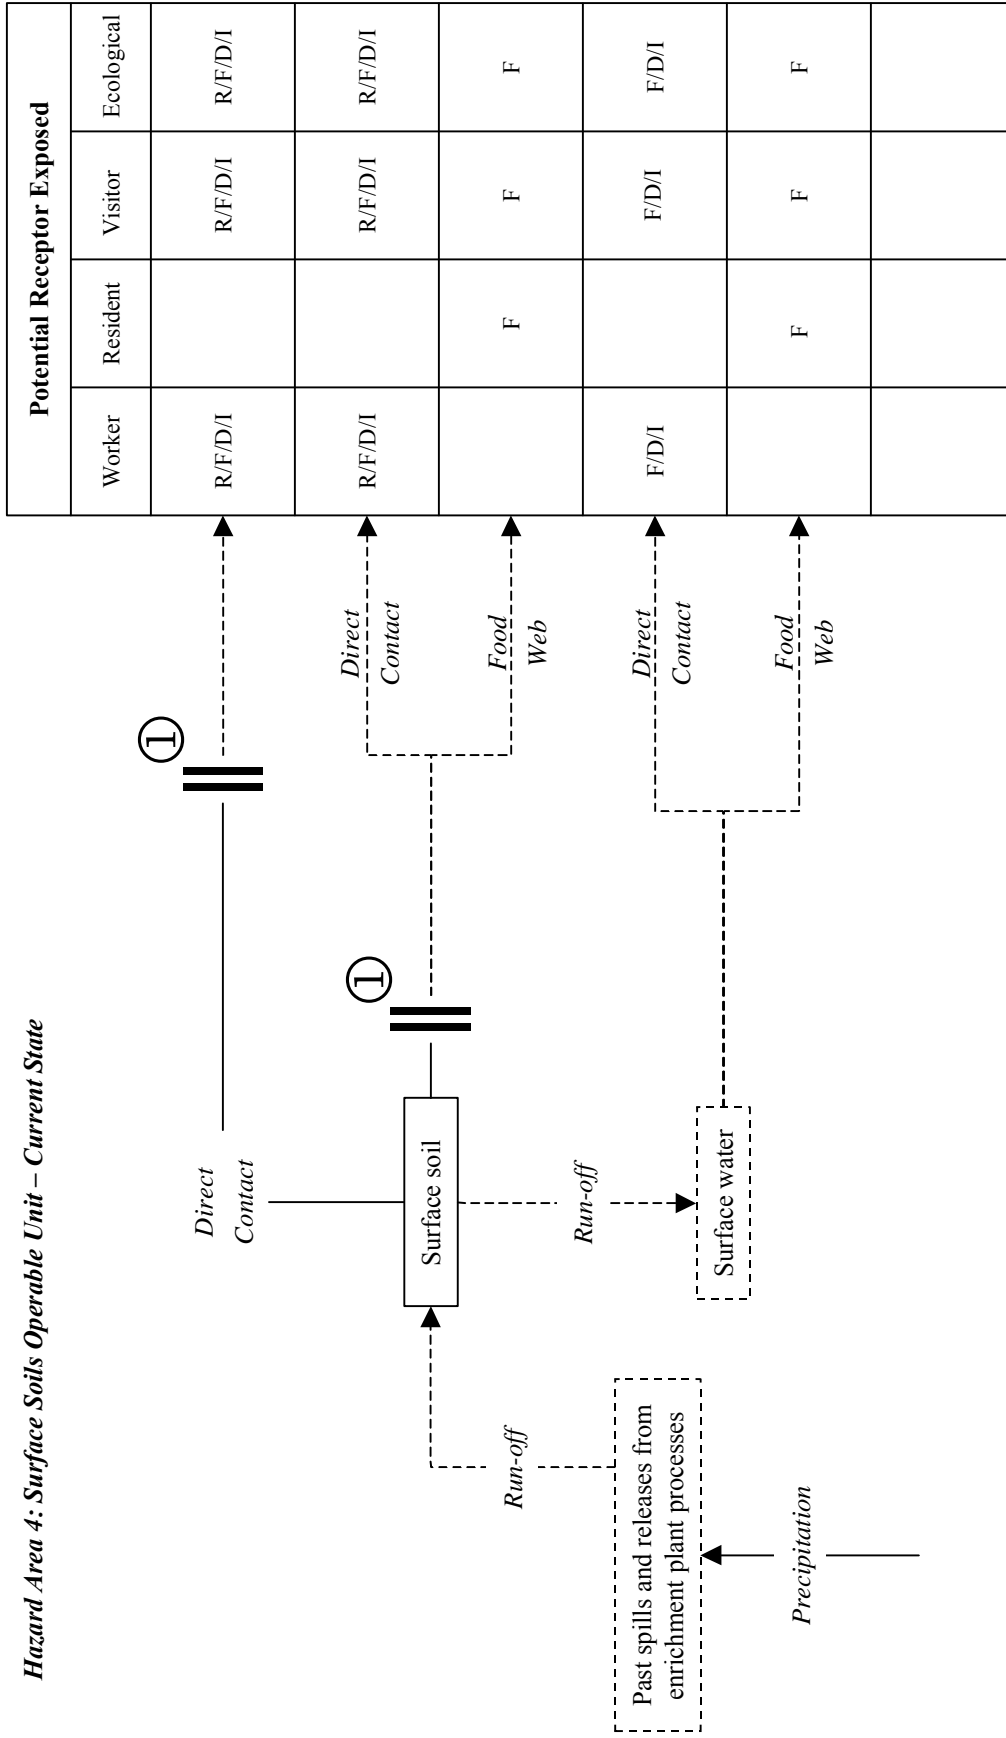 Hazard Area 4: Surface Soils Operable Unit – Current State
Potential Receptor Exposed
Worker
Resident
Visitor
Ecological
Direct
Contact
①
R/F/D/I
R/F/D/I
R/F/D/I
①
Direct
Contact
R/F/D/I
R/F/D/I
R/F/D/I
Surface soil
Food
Web
F
F
F
Run-off
Run-off
Direct
Contact
F/D/I
F/D/I
F/D/I
Past spills and releases from
enrichment plant processes
Surface water
Food
Web
F
F
F
Precipitation